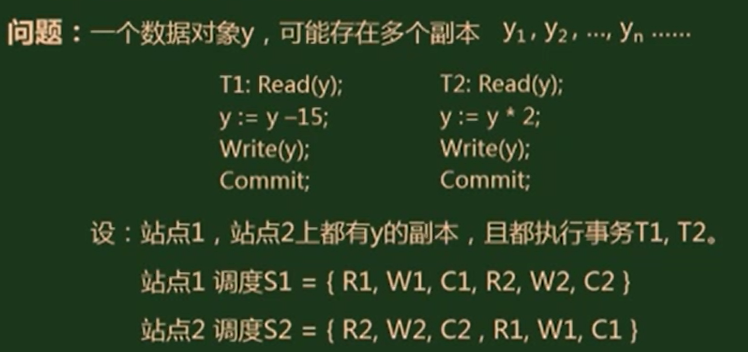 问题：一个数据对象y，可能存在多个副本 y1, y2, …, yn ……
T1: Read(y); T2: Read(y);
y := y –15; y := y * 2;
Write(y); Write(y);
Commit; Commit;
设：站点1，站点2上都有y的副本，且都执行事务T1, T2。
站点1 调度S1 = { R1, W1, C1, R2, W2, C2 }
站点2 调度S2 = { R2, W2, C2 , R1, W1, C1 }